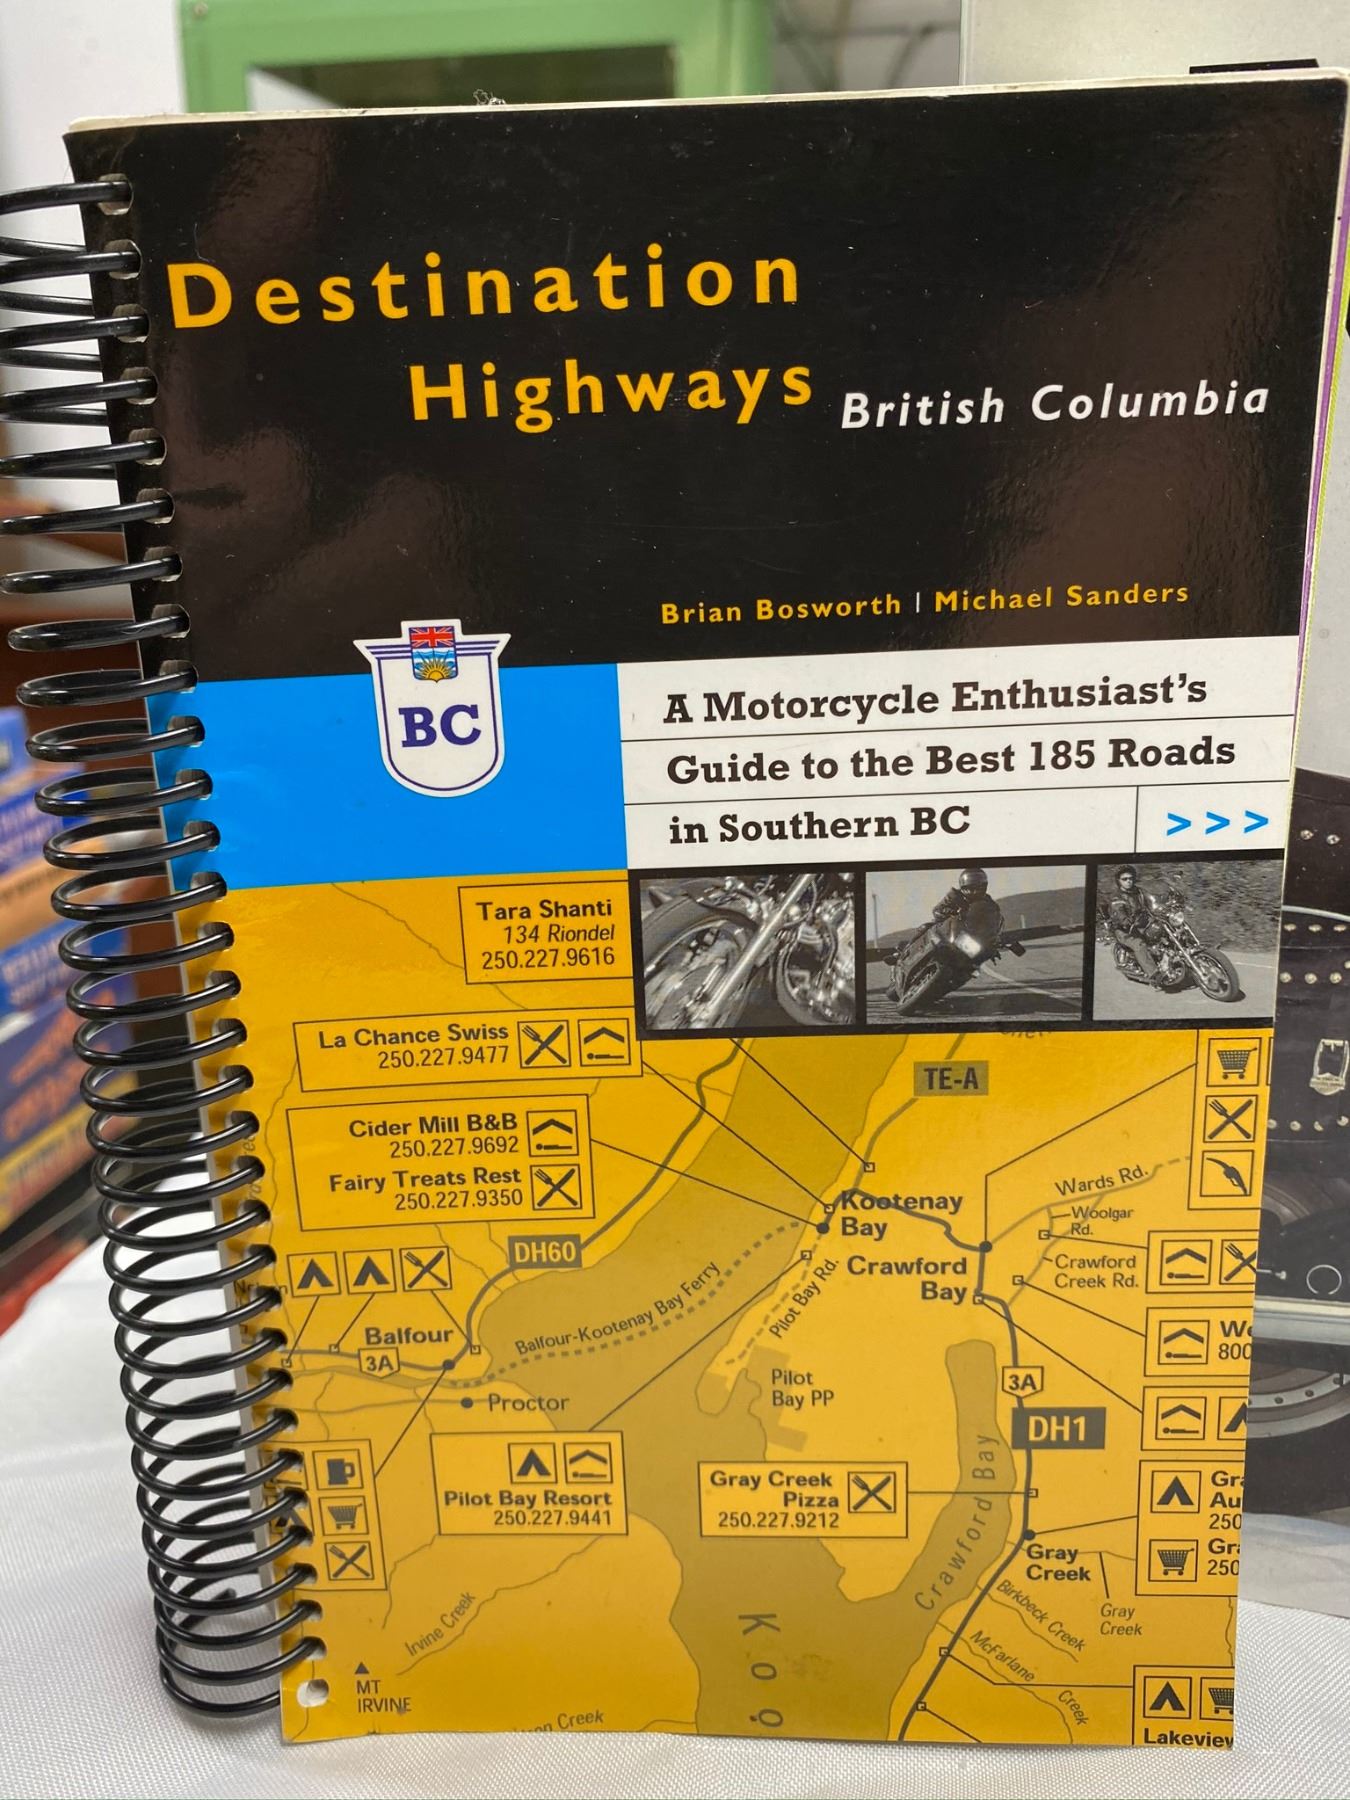 Destination
Highways
British Columbia
Brian Bosworth | Michael Sanders
BC
A Motorcycle Enthusiast's
Guide to the Best 185 Roads
in Southern BC
>>>
Tara Shanti
134 Riondel
250.227.9616
La Chance Swiss
250.227.9477
Cider Mill B&B
250.227.9692
Fairy Treats Rest
250.227.9350
TE-A
Kootenay
Bay
Wards Rd.
Woolgar
Rd.
Crawford
Creek Rd.
Crawford
Bay
DH60
Balfour-Kootenay Bay Ferry
Pilot Bay Rd.
Balfour
3A
Proctor
Pilot
Bay PP
3A
DH1
800
Pilot Bay Resort
250.227.9441
Gray Creek
Pizza
250.227.9212
Crawford Bay
Gray
Creek
250
250
Birkbeck Creek
Gray
Creek
McFarlane
Creek
Irvine Creek
MT
IRVINE
Creek
Lakeview